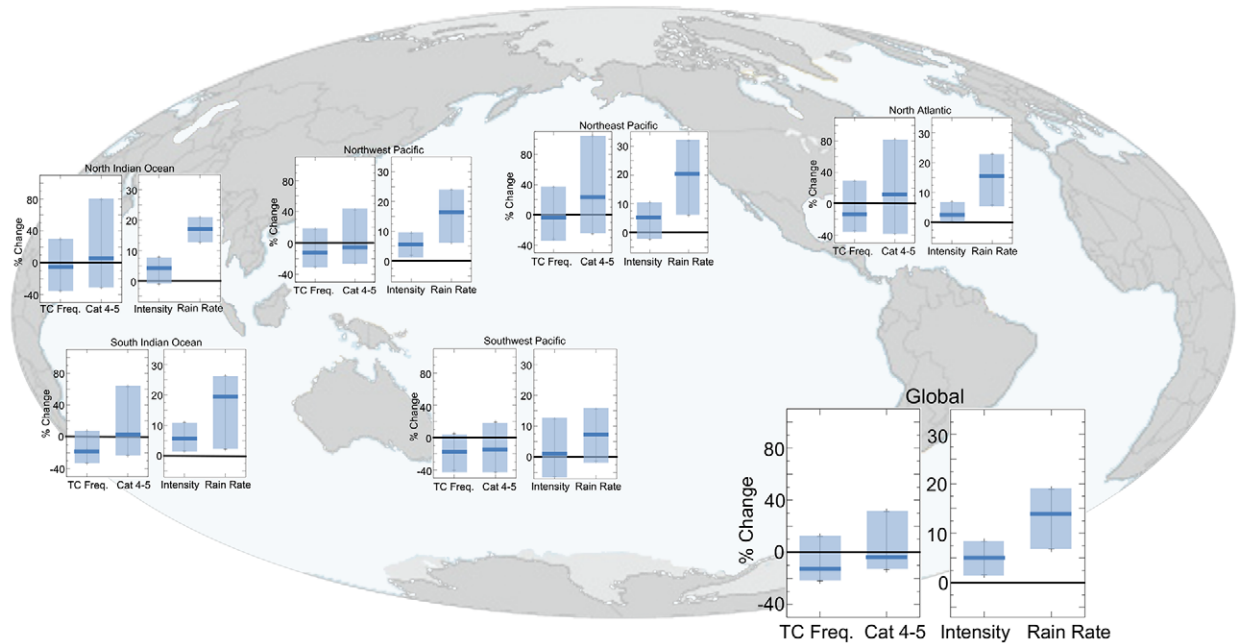 North Indian Ocean
% Change
80
40
0
-40
30
20
10
0
TC Freq. Cat 4-5 Intensity Rain Rate
Northwest Pacific
% Change
80
40
0
-40
30
20
10
0
TC Freq. Cat 4-5 Intensity Rain Rate
Northeast Pacific
% Change
80
40
0
-40
30
20
10
0
TC Freq. Cat 4-5 Intensity Rain Rate
North Atlantic
% Change
80
40
0
-40
30
20
10
0
TC Freq. Cat 4-5 Intensity Rain Rate
South Indian Ocean
% Change
80
40
0
-40
30
20
10
0
TC Freq. Cat 4-5 Intensity Rain Rate
Southwest Pacific
% Change
80
40
0
-40
30
20
10
0
TC Freq. Cat 4-5 Intensity Rain Rate
Global
% Change
80
40
0
-40
30
20
10
0
TC Freq. Cat 4-5 Intensity Rain Rate